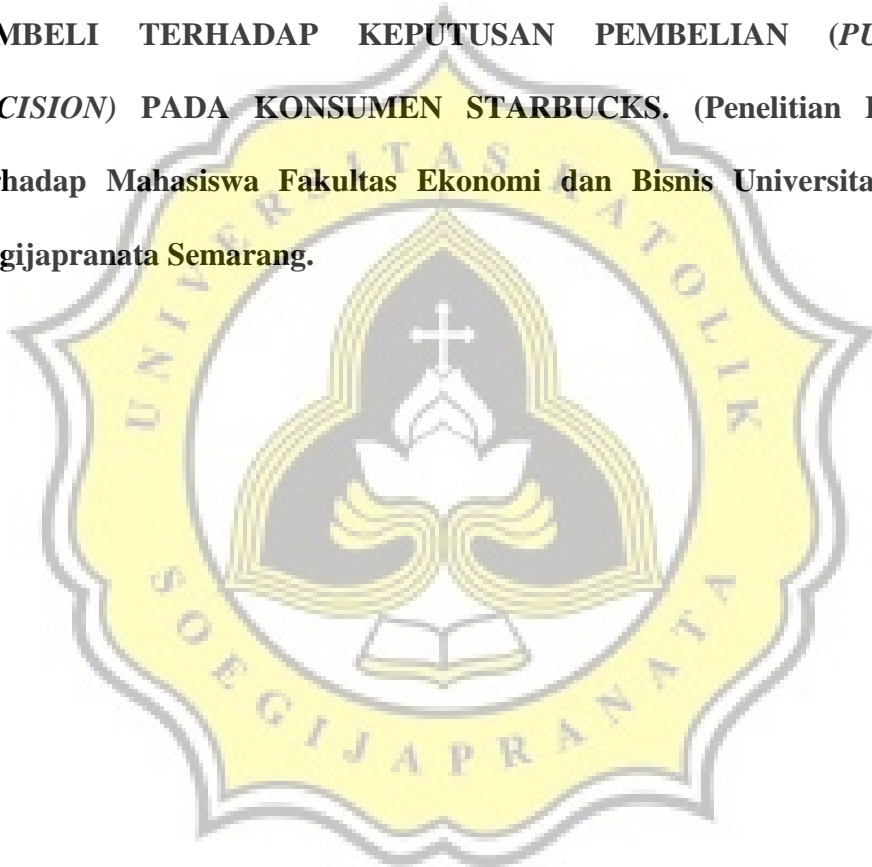 MBELI TERHADAP KEPUTUSAN PEMBELIAN (PU
CISION) PADA KONSUMEN STARBUCKS. (Penelitian
rhadap Mahasiswa Fakultas Ekonomi dan Bisnis Universita
gijapranata Semarang.
UNIVERSITAS KATOLIK
SOEGIJAPRANATA